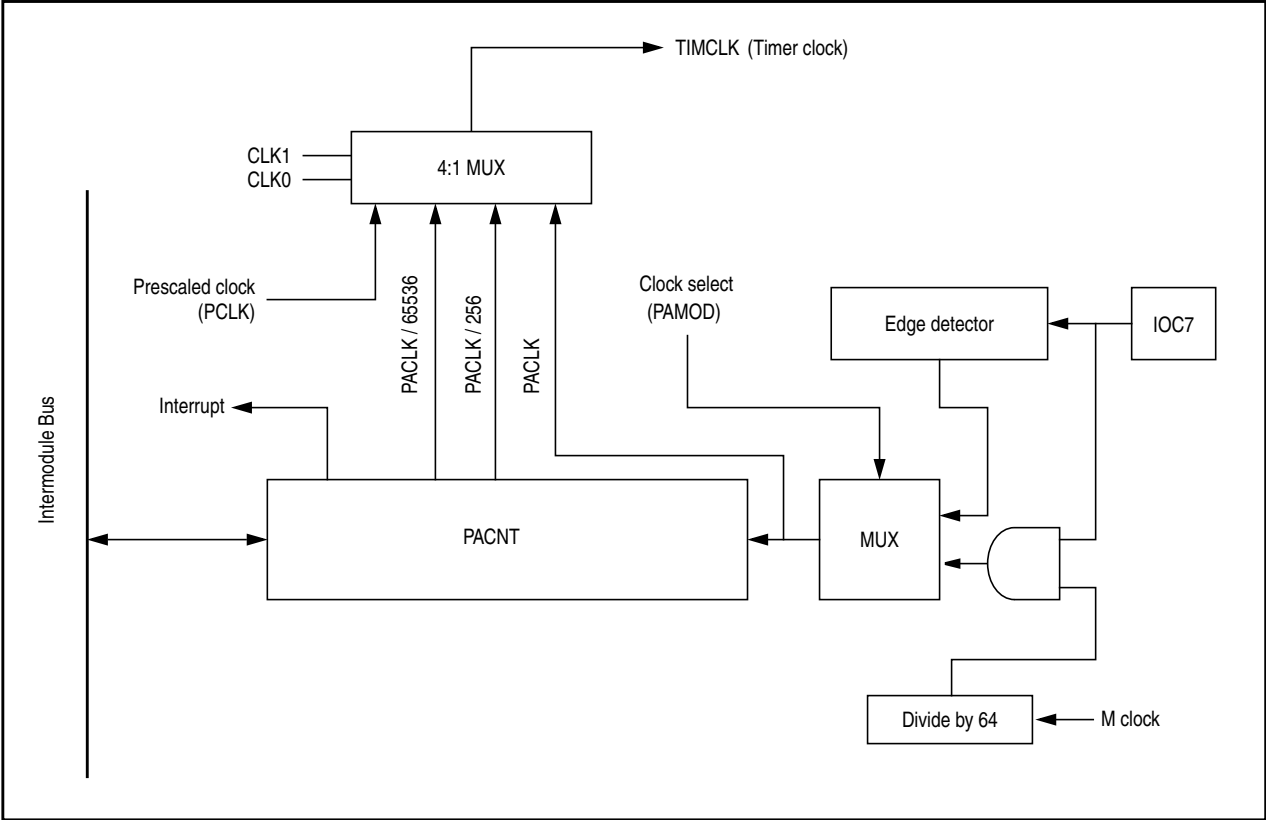 TIMCLK (Timer clock)
CLK1
CLK0
4:1 MUX
Prescaled clock
(PCLK)
PACLK / 65536
PACLK / 256
PACLK
Clock select
(PAMOD)
Edge detector
IOC7
Interrupt
Intermodule Bus
PACNT
MUX
Divide by 64
M clock